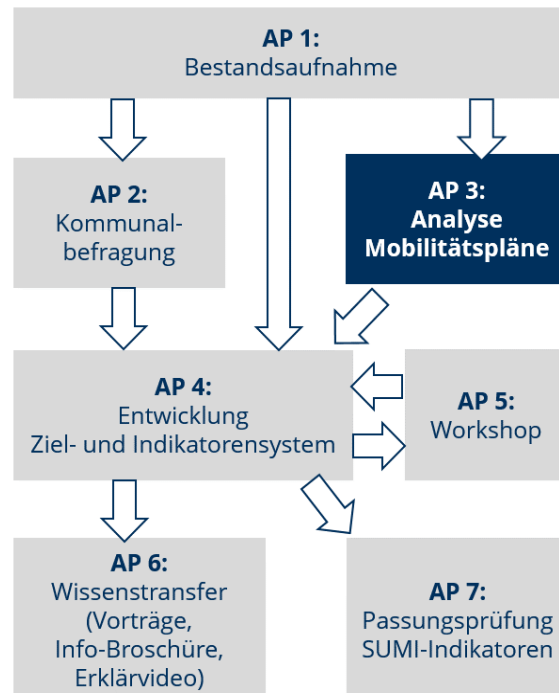 AP 1:
Bestandsaufnahme
AP 2:
Kommunal-
befragung
AP 3:
Analyse
Mobilitätspläne
AP 4:
Entwicklung
Ziel- und Indikatorensystem
AP 5:
Workshop
AP 6:
Wissenstransfer
(Vorträge,
Info-Broschüre,
Erklärvideo)
AP 7:
Passungsprüfung
SUMI-Indikatoren